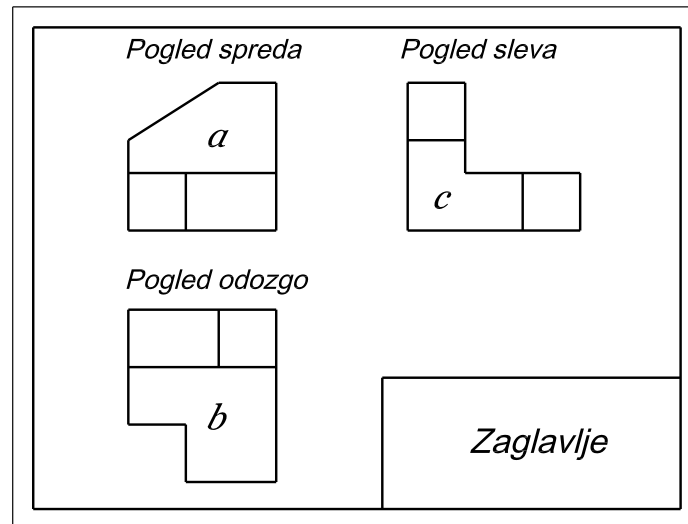 Pogled spreda
Pogled sleva
a
c
Pogled odozgo
b
Zaglavlje